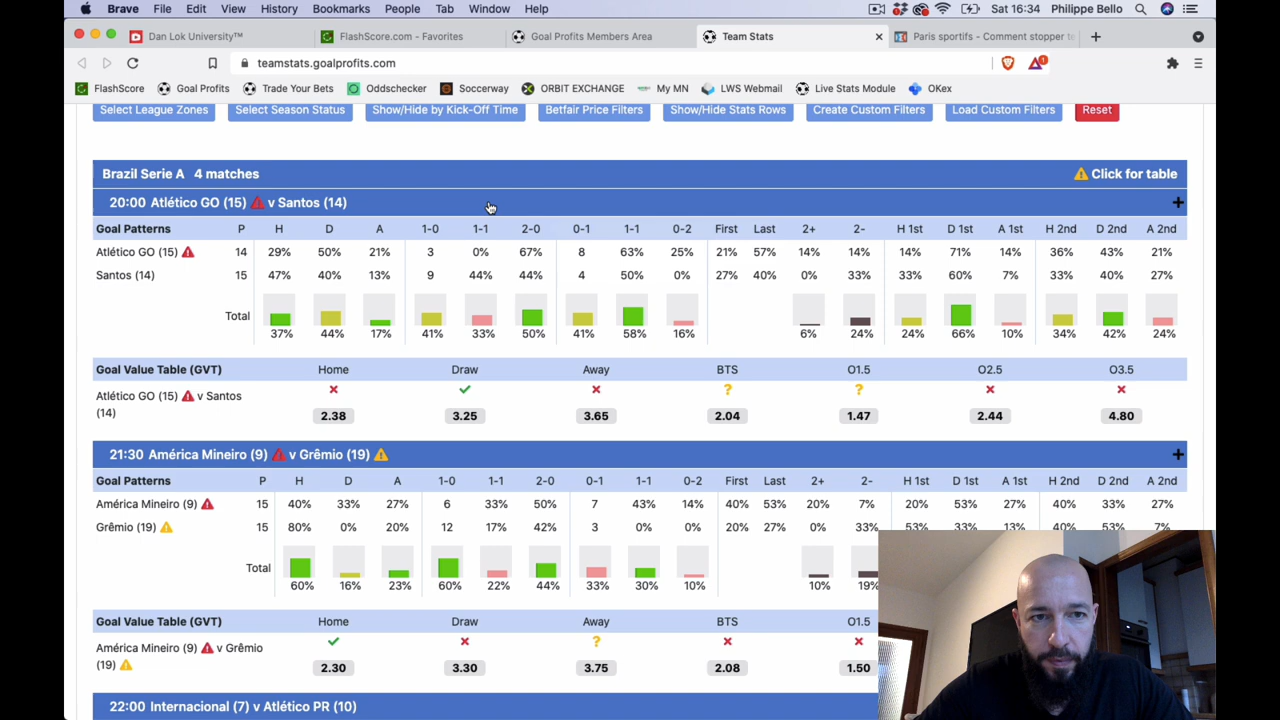 Brave File Edit View History Bookmarks People Tab Window Help Sat 16:34 Philippe Bello
Dan Lok University™ FlashScore.com - Favorites Goal Profits Members Area Team Stats Paris sportifs - Comment stopper
teamstats.goalprofits.com
FlashScore Goal Profits Trade Your Bets Oddschecker Soccerway ORBIT EXCHANGE My MN LWS Webmail Live Stats Module OKex
Select League Zones Select Season Status Show/Hide by Kick-Off Time Betfair Price Filters Show/Hide Stats Rows Create Custom Filters Load Custom Filters Reset
Brazil Serie A 4 matches Click for table
20:00 Atlético GO (15) v Santos (14) +
Goal Patterns P H D A 1-0 1-1 2-0 0-1 1-1 0-2 First Last 2+ 2- H 1st D 1st A 1st H 2nd D 2nd A 2nd
Atlético GO (15) 14 29% 50% 21% 3 0% 67% 8 63% 25% 21% 57% 14% 14% 14% 71% 14% 36% 43% 21%
Santos (14) 15 47% 40% 13% 9 44% 44% 4 50% 0% 27% 40% 0% 33% 33% 60% 7% 33% 40% 27%
Total 37% 44% 17% 41% 33% 50% 41% 58% 16% 6% 24% 24% 66% 10% 34% 42% 24%
Goal Value Table (GVT) Home Draw Away BTS O1.5 O2.5 O3.5
Atlético GO (15) v Santos ? ?
(14) 2.38 3.25 3.65 2.04 1.47 2.44 4.80
21:30 América Mineiro (9) v Grêmio (19) +
Goal Patterns P H D A 1-0 1-1 2-0 0-1 1-1 0-2 First Last 2+ 2- H 1st D 1st A 1st H 2nd D 2nd A 2nd
América Mineiro (9) 15 40% 33% 27% 6 33% 50% 7 43% 14% 40% 53% 20% 7% 20% 53% 27% 40% 33% 27%
Grêmio (19) 15 80% 0% 20% 12 17% 42% 3 0% 0% 20% 27% 0% 33% 53% 33% 13% 40% 53% 7%
Total 60% 16% 23% 60% 22% 44% 33% 30% 10% 10% 19%
Goal Value Table (GVT) Home Draw Away BTS O1.5
América Mineiro (9) v Grêmio ?
(19) 2.30 3.30 3.75 2.08 1.50
22:00 Internacional (7) v Atlético PR (10)